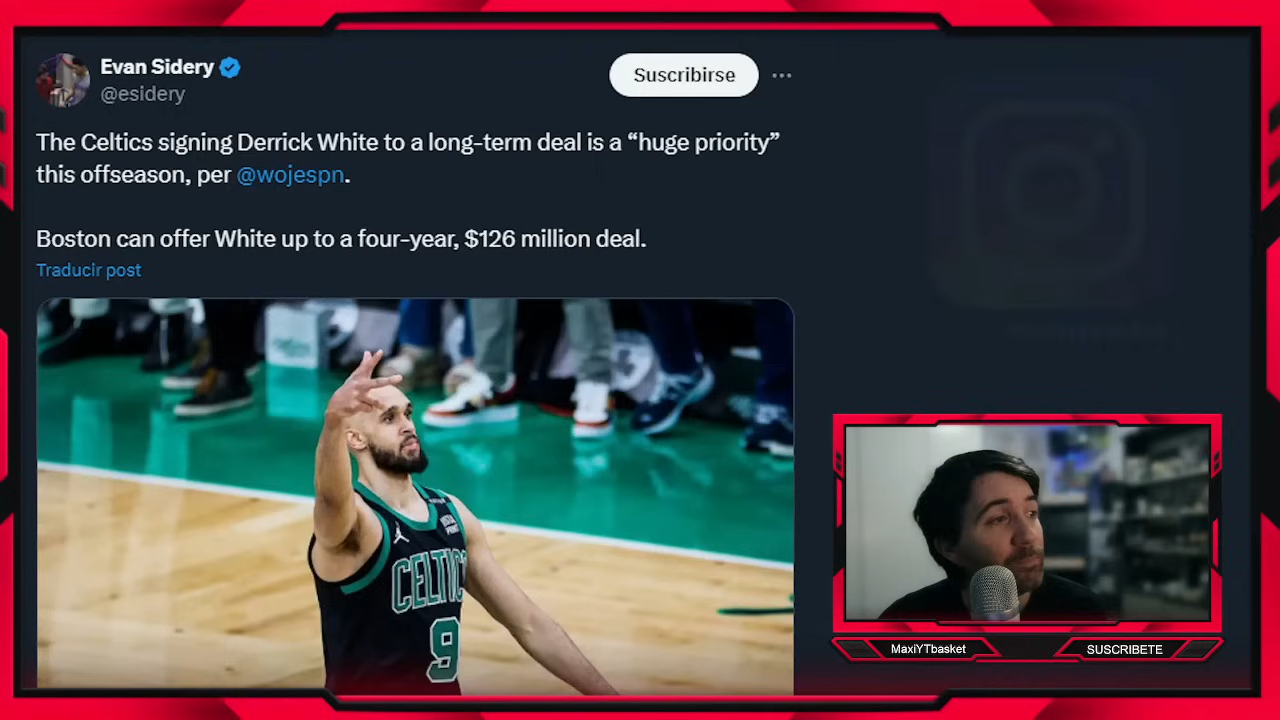 Evan Sidery
@esidery
Suscribirse
The Celtics signing Derrick White to a long-term deal is a “huge priority”
this offseason, per @wojespn.
Boston can offer White up to a four-year, $126 million deal.
Traducir post
CELTIC
9
MaxiYTbasket
SUSCRIBETE